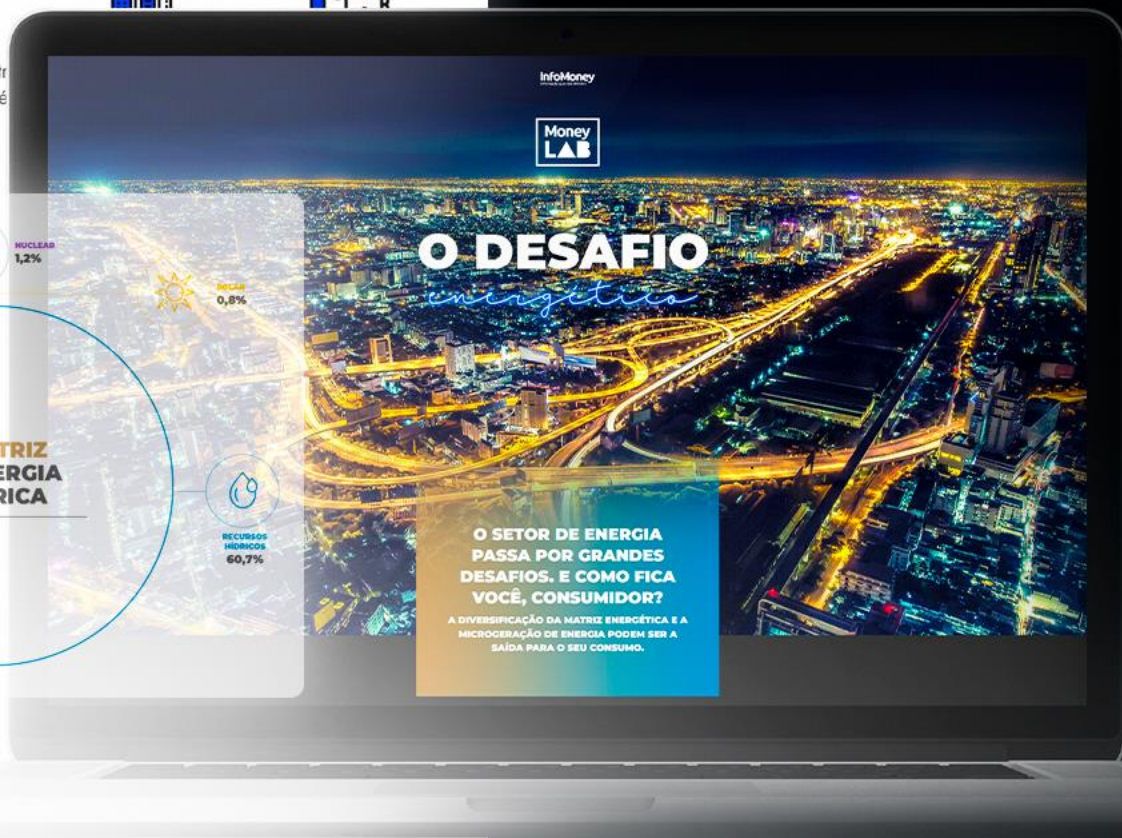 InfoMoney
Money
LAB
O DESAFIO
energético
NUCLEAR
1,2%
SOLAR
0,8%
TRIZ
ERGIA
RICA
RECURSOS
HÍDRICOS
60,7%
O SETOR DE ENERGIA
PASSA POR GRANDES
DESAFIOS. E COMO FICA
VOCÊ, CONSUMIDOR?
A DIVERSIFICAÇÃO DA MATRIZ ENERGÉTICA E A
MICROGERAÇÃO DE ENERGIA PODEM SER A
SAÍDA PARA O SEU CONSUMO.